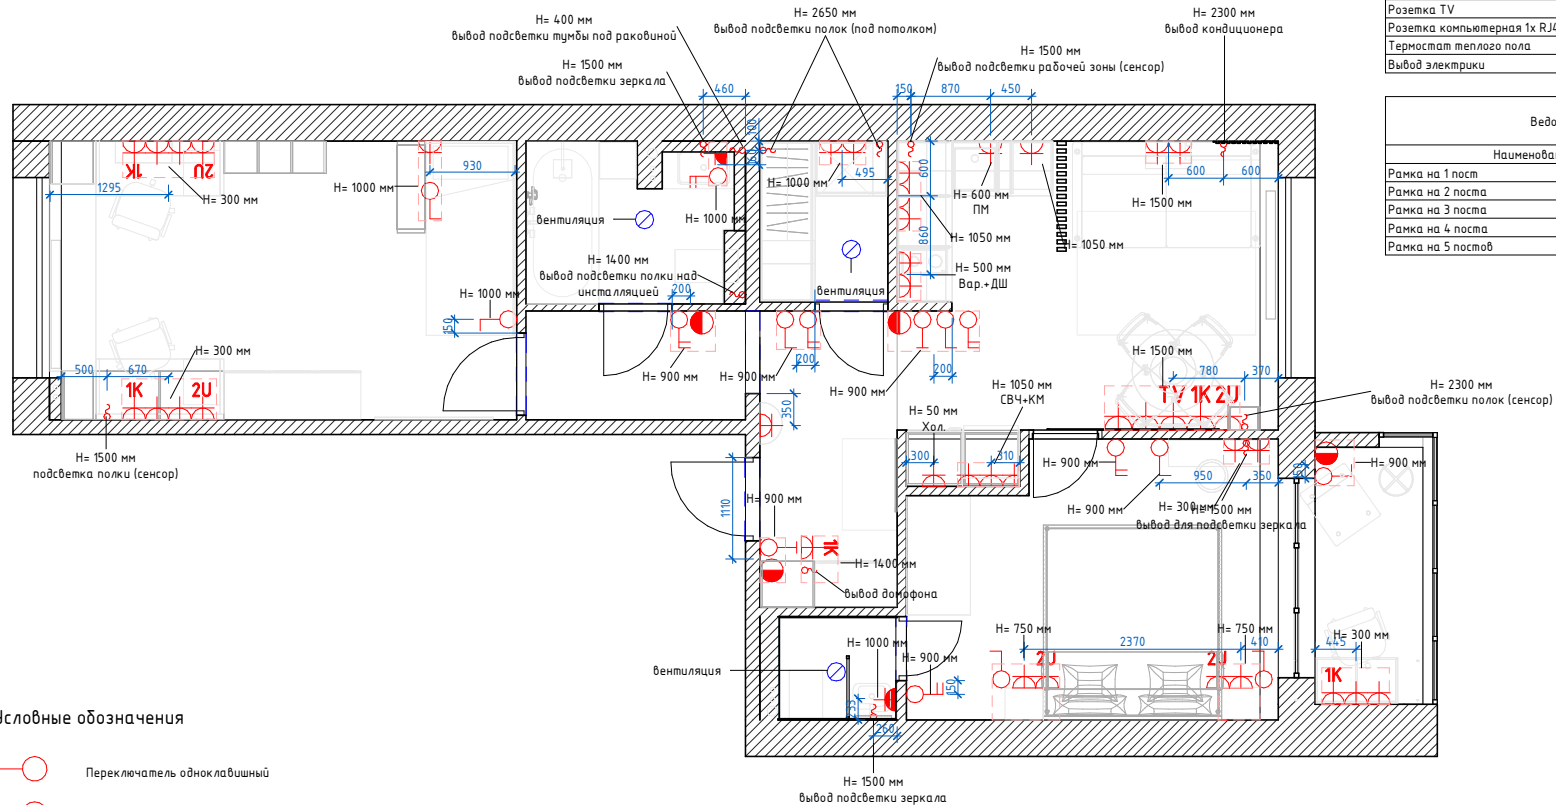 Розетка TV
Розетка компьютерная 1х RJ4
Термостат теплого пола
Вывод электрики
Ведо
Наименован
Рамка на 1 пост
Рамка на 2 поста
Рамка на 3 поста
Рамка на 4 поста
Рамка на 5 постов
H= 400 мм
вывод подсветки тумбы под раковиной
H= 2650 мм
вывод подсветки полок (под потолком)
H= 2300 мм
вывод кондиционера
H= 1500 мм
вывод подсветки рабочей зоны (сенсор)
H= 1500 мм
вывод подсветки зеркала
460
150
870
450
100
1K
2U
1295
H= 300 мм
H= 1000 мм
930
H= 1000 мм
H= 1000 мм
495
600
H= 600 мм
ПМ
600
600
H= 1500 мм
вентиляция
H= 1050 мм
H= 1050 мм
860
H= 1400 мм
вывод подсветки полки над
инсталляцией
200
H= 500 мм
Вар.+ДШ
вентиляция
H= 1000 мм
150
H= 300 мм
500
670
1K
2U
H= 900 мм
H= 900 мм
200
H= 900 мм
200
H= 1500 мм
780
370
TV 1K 2U
H= 2300 мм
вывод подсветки полок (сенсор)
H= 1050 мм
СВЧ+КМ
350
H= 50 мм
Хол.
300
310
H= 1500 мм
подсветка полки (сенсор)
H= 900 мм
950
350
H= 900 мм
H= 900 мм
H= 300 мм
H= 1500 мм
вывод для подсветки зеркала
1110
H= 900 мм
1K
H= 1400 мм
вывод домофона
H= 750 мм
2370
H= 750 мм
410
445
H= 300 мм
2U
2U
1K
H= 1000 мм
H= 900 мм
150
вентиляция
235
260
H= 1500 мм
вывод подсветки зеркала
Условные обозначения
Переключатель одноклавишный